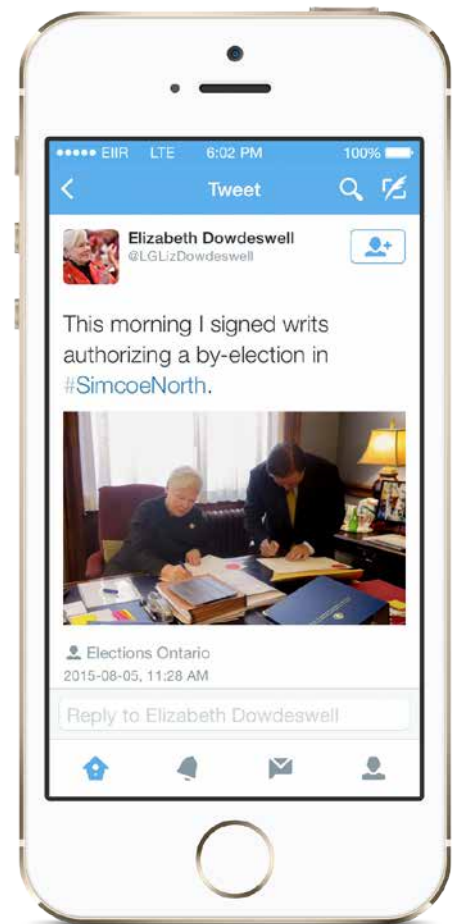 EIIR LTE 6:02 PM 100%
Tweet
Elizabeth Dowdeswell
@LGLizDowdeswell
This morning I signed writs
authorizing a by-election in
#SimcoeNorth.
Elections Ontario
2015-08-05, 11:28 AM
Reply to Elizabeth Dowdeswell